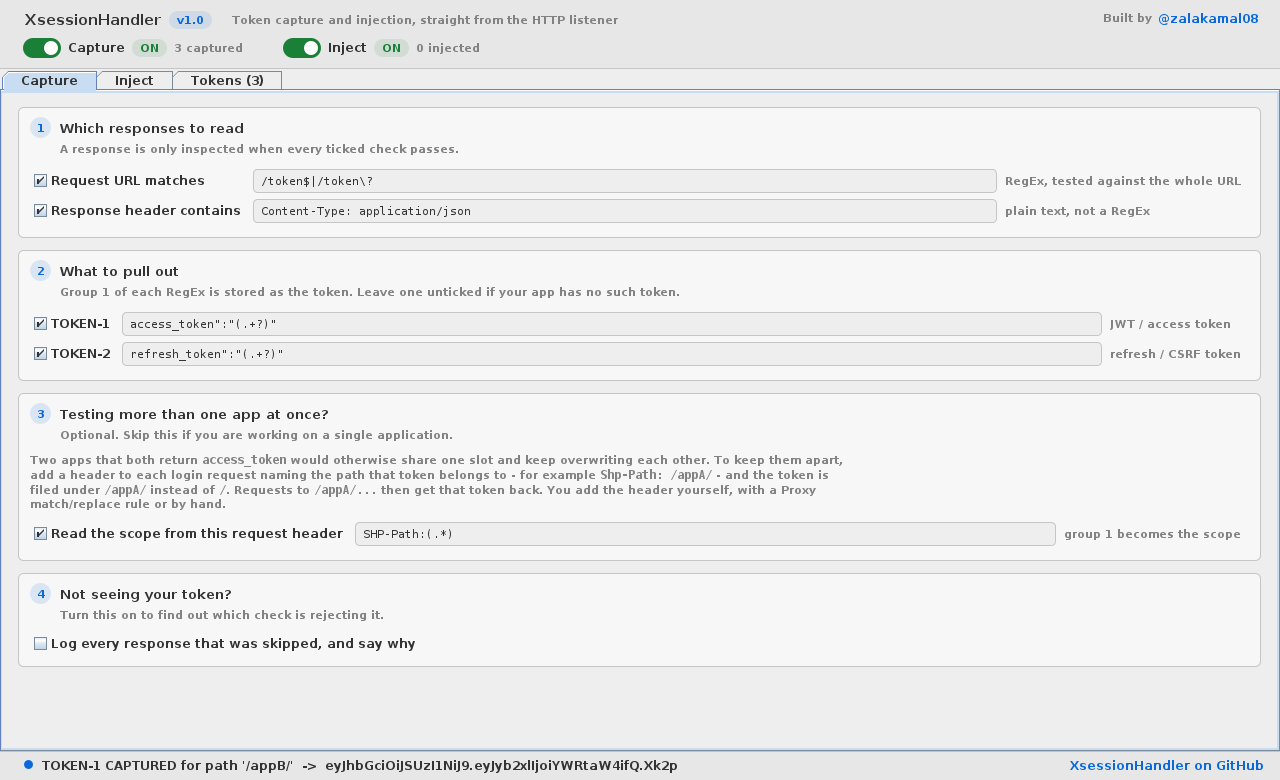 XsessionHandler v1.0 Token capture and injection, straight from the HTTP listener Built by @zalakamal08
Capture ON 3 captured Inject ON 0 injected
Capture Inject Tokens (3)
1 Which responses to read
A response is only inspected when every ticked check passes.
Request URL matches /token$|/token\? RegEx, tested against the whole URL
Response header contains Content-Type: application/json plain text, not a RegEx
2 What to pull out
Group 1 of each RegEx is stored as the token. Leave one unticked if your app has no such token.
TOKEN-1 access_token":"(.+?)" JWT / access token
TOKEN-2 refresh_token":"(.+?)" refresh / CSRF token
3 Testing more than one app at once?
Optional. Skip this if you are working on a single application.
Two apps that both return access_token would otherwise share one slot and keep overwriting each other. To keep them apart,
add a header to each login request naming the path that token belongs to - for example Shp-Path: /appA/ - and the token is
filed under /appA/ instead of /. Requests to /appA/... then get that token back. You add the header yourself, with a Proxy
match/replace rule or by hand.
Read the scope from this request header SHP-Path:(.*) group 1 becomes the scope
4 Not seeing your token?
Turn this on to find out which check is rejecting it.
Log every response that was skipped, and say why
TOKEN-1 CAPTURED for path '/appB/' -> eyJhbGciOiJSUzI1NiJ9.eyJyb2xlIjoiYWRtaW4ifQ.Xk2p XsessionHandler on GitHub